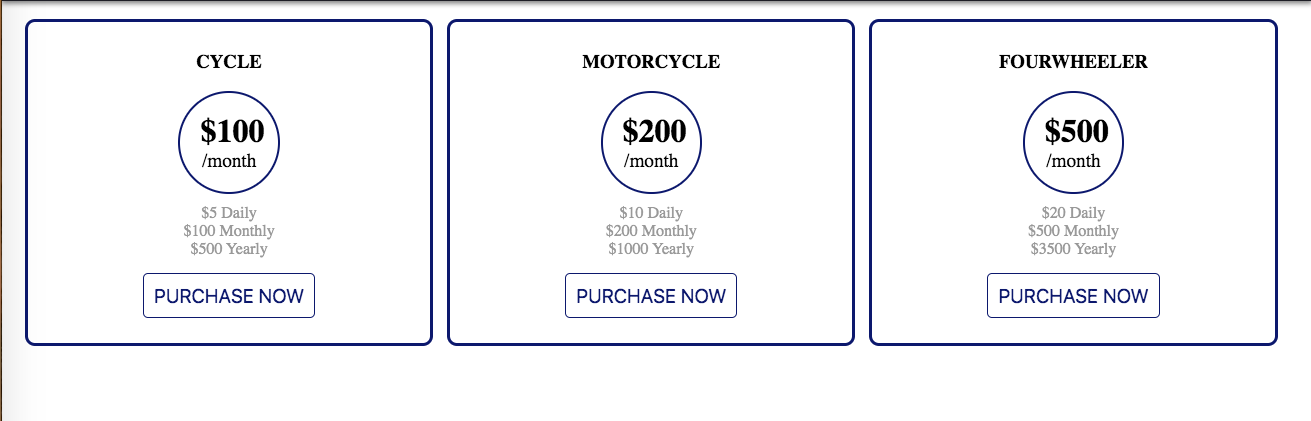 CYCLE
$100
/month
$5 Daily
$100 Monthly
$500 Yearly
PURCHASE NOW
MOTORCYCLE
$200
/month
$10 Daily
$200 Monthly
$1000 Yearly
PURCHASE NOW
FOURWHEELER
$500
/month
$20 Daily
$500 Monthly
$3500 Yearly
PURCHASE NOW